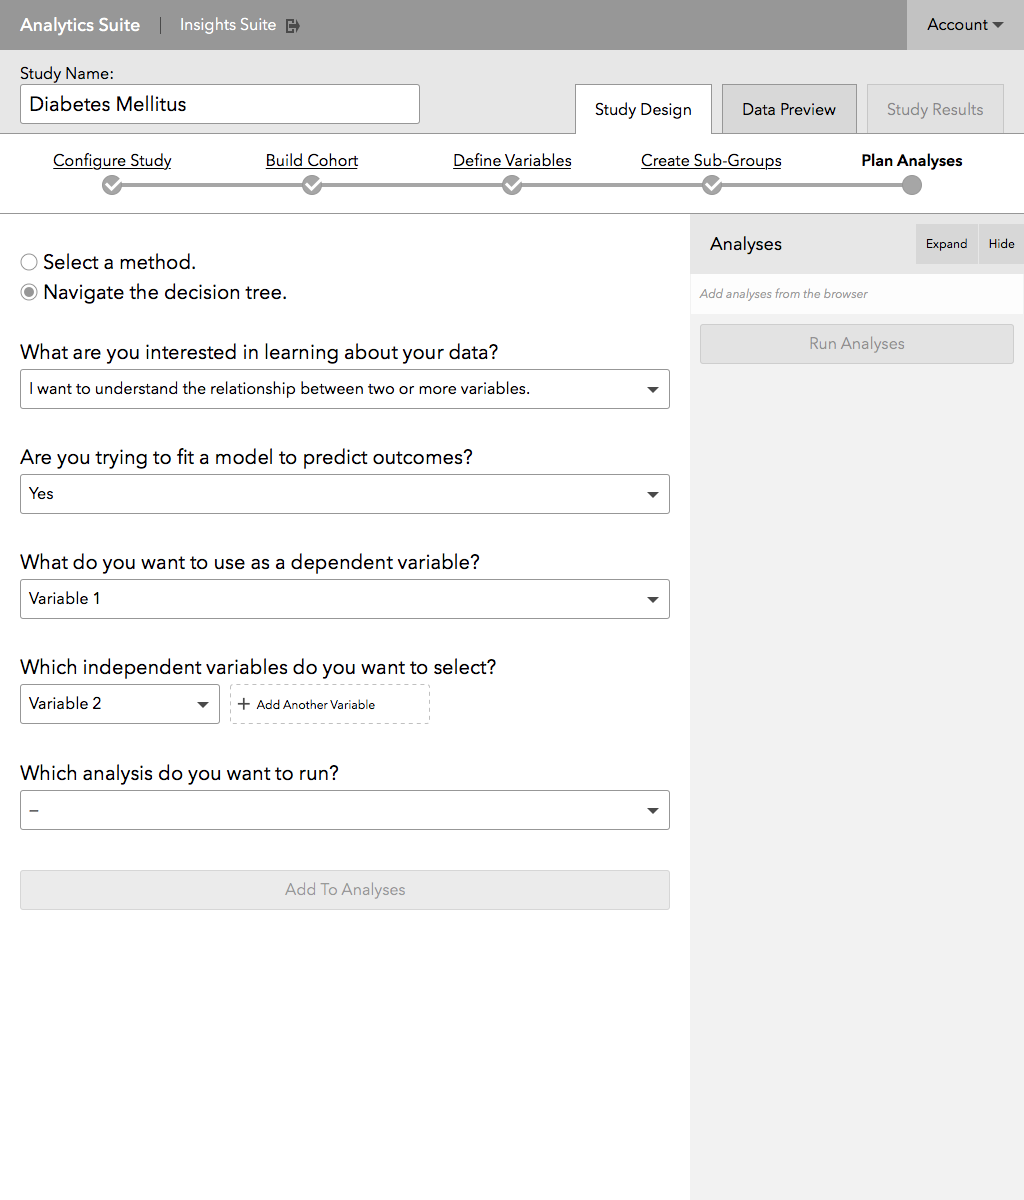 Analytics Suite | Insights Suite Account
Study Name:
Diabetes Mellitus
Study Design Data Preview Study Results
Configure Study Build Cohort Define Variables Create Sub-Groups Plan Analyses
Select a method.
Navigate the decision tree.
What are you interested in learning about your data?
I want to understand the relationship between two or more variables.
Are you trying to fit a model to predict outcomes?
Yes
What do you want to use as a dependent variable?
Variable 1
Which independent variables do you want to select?
Variable 2 + Add Another Variable
Which analysis do you want to run?
–
Add To Analyses
Analyses Expand Hide
Add analyses from the browser
Run Analyses